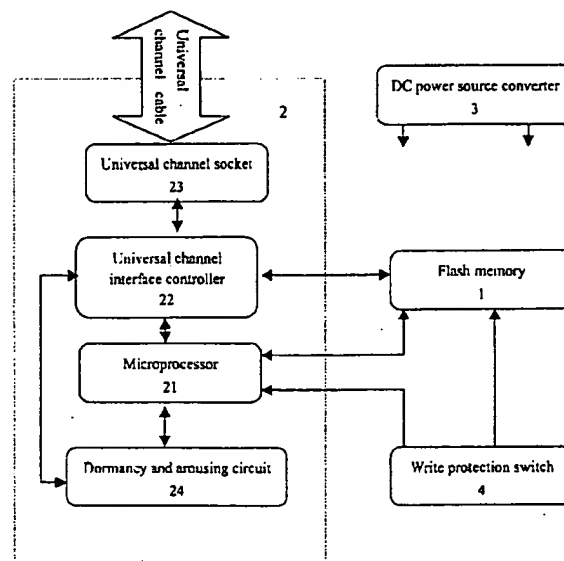 Universal
channel cable
2
DC power source converter
3
Universal channel socket
23
Universal channel
interface controller
22
Flash memory
1
Microprocessor
21
Dormancy and arousing circuit
24
Write protection switch
4